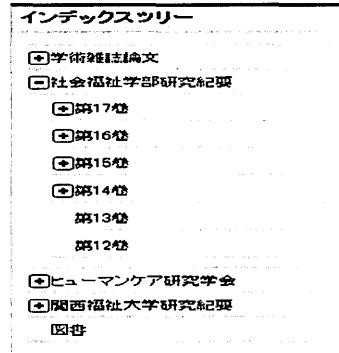 インデックスツリー
学術雑誌論文
社会福祉学部研究紀要
第17巻
第16巻
第15巻
第14巻
第13巻
第12巻
ヒューマンケア研究学会
関西福祉大学研究紀要
図書